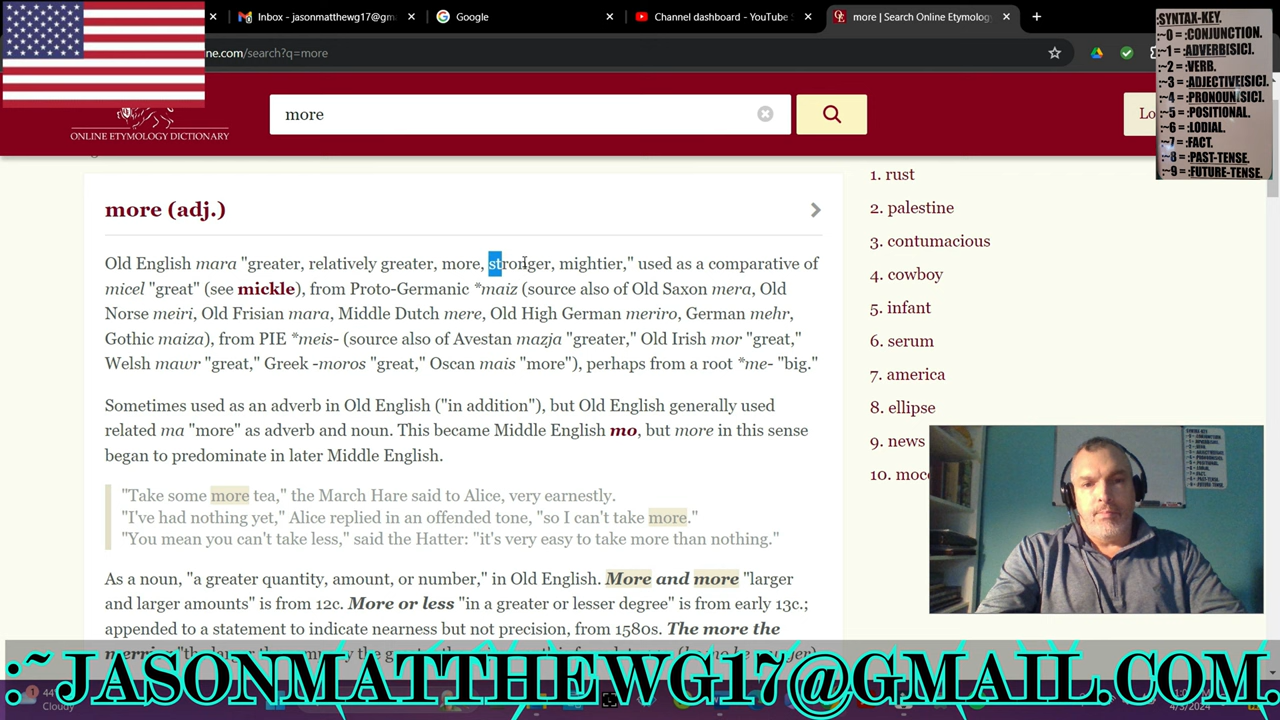 Inbox - jasonmatthewg17@gm
Google
Channel dashboard - YouTube S
more | Search Online Etymolog
ne.com/search?q=more
:SYNTAX-KEY.
:~0 = :CONJUNCTION.
:~1 = :ADVERB(SIC).
:~2 = :VERB.
:~3 = :ADJECTIVE(SIC).
:~4 = :PRONOUN(SIC).
:~5 = :POSITIONAL.
:~6 = :LODIAL.
:~7 = :FACT.
:~8 = :PAST-TENSE.
:~9 = :FUTURE-TENSE.
ONLINE ETYMOLOGY DICTIONARY
more
Lo
more (adj.)
Old English mara "greater, relatively greater, more, stronger, mightier," used as a comparative of
micel "great" (see mickle), from Proto-Germanic *maiz (source also of Old Saxon mera, Old
Norse meiri, Old Frisian mara, Middle Dutch mere, Old High German meriro, German mehr,
Gothic maiza), from PIE *meis- (source also of Avestan mazja "greater," Old Irish mor "great,"
Welsh mawr "great," Greek -moros "great," Oscan mais "more"), perhaps from a root *me- "big."
Sometimes used as an adverb in Old English ("in addition"), but Old English generally used
related ma "more" as adverb and noun. This became Middle English mo, but more in this sense
began to predominate in later Middle English.
"Take some more tea," the March Hare said to Alice, very earnestly.
"I've had nothing yet," Alice replied in an offended tone, "so I can't take more."
"You mean you can't take less," said the Hatter: "it's very easy to take more than nothing."
As a noun, "a greater quantity, amount, or number," in Old English. More and more "larger
and larger amounts" is from 12c. More or less "in a greater or lesser degree" is from early 13c.;
appended to a statement to indicate nearness but not precision, from 1580s. The more the
1. rust
2. palestine
3. contumacious
4. cowboy
5. infant
6. serum
7. america
8. ellipse
9. news
10. moc
:~ JASONMATTHEWG17@GMAIL.COM.
44°
Cloudy
4/3/2024